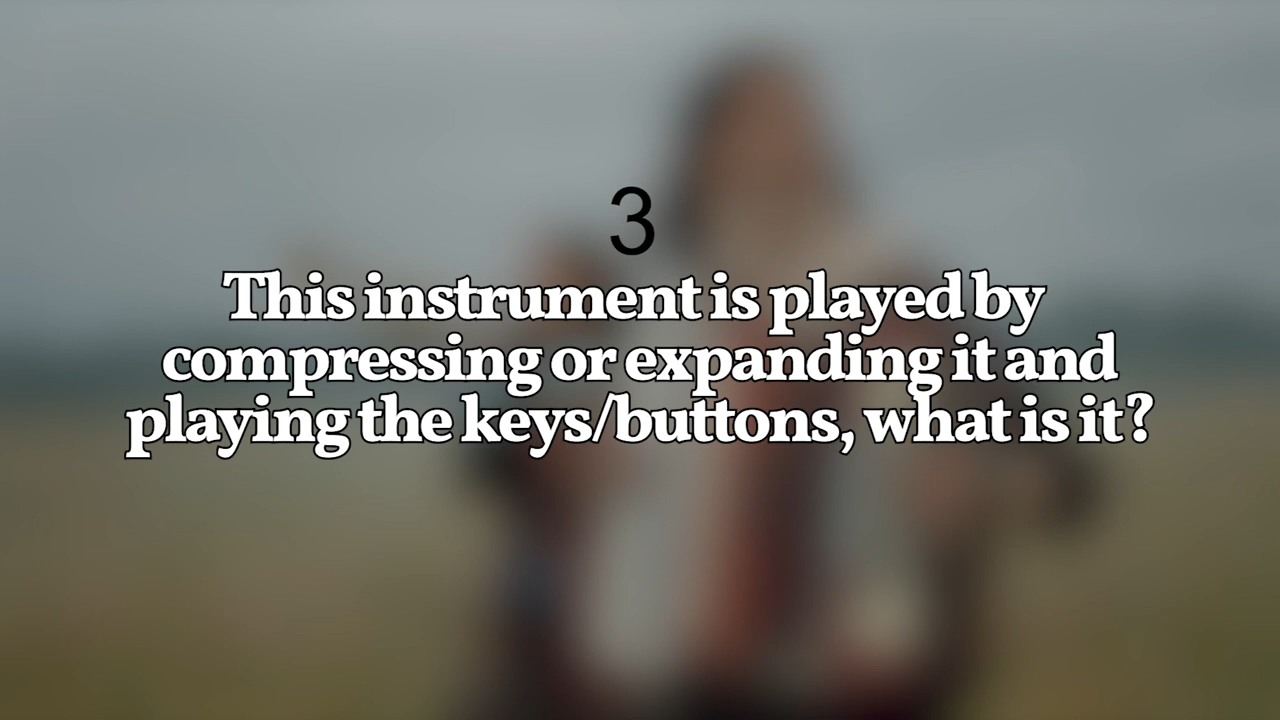 3
This instrument is played by
compressing or expanding it and
playing the keys/buttons, what is it?